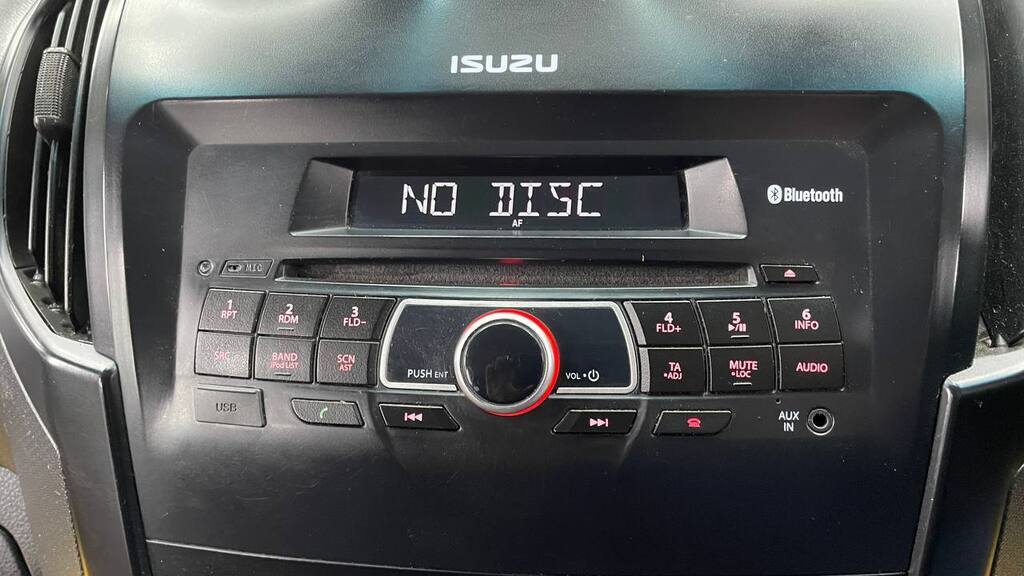 ISUZU
NO DISC
AF
Bluetooth
MIC
1
RPT
2
RDM
3
FLD-
4
FLD+
5
▶/II
6
INFO
SRC
BAND
iPod LIST
SCN
AST
PUSH ENT
VOL •⏻
TA
•ADJ
MUTE
•LOC
AUDIO
USB
AUX
IN